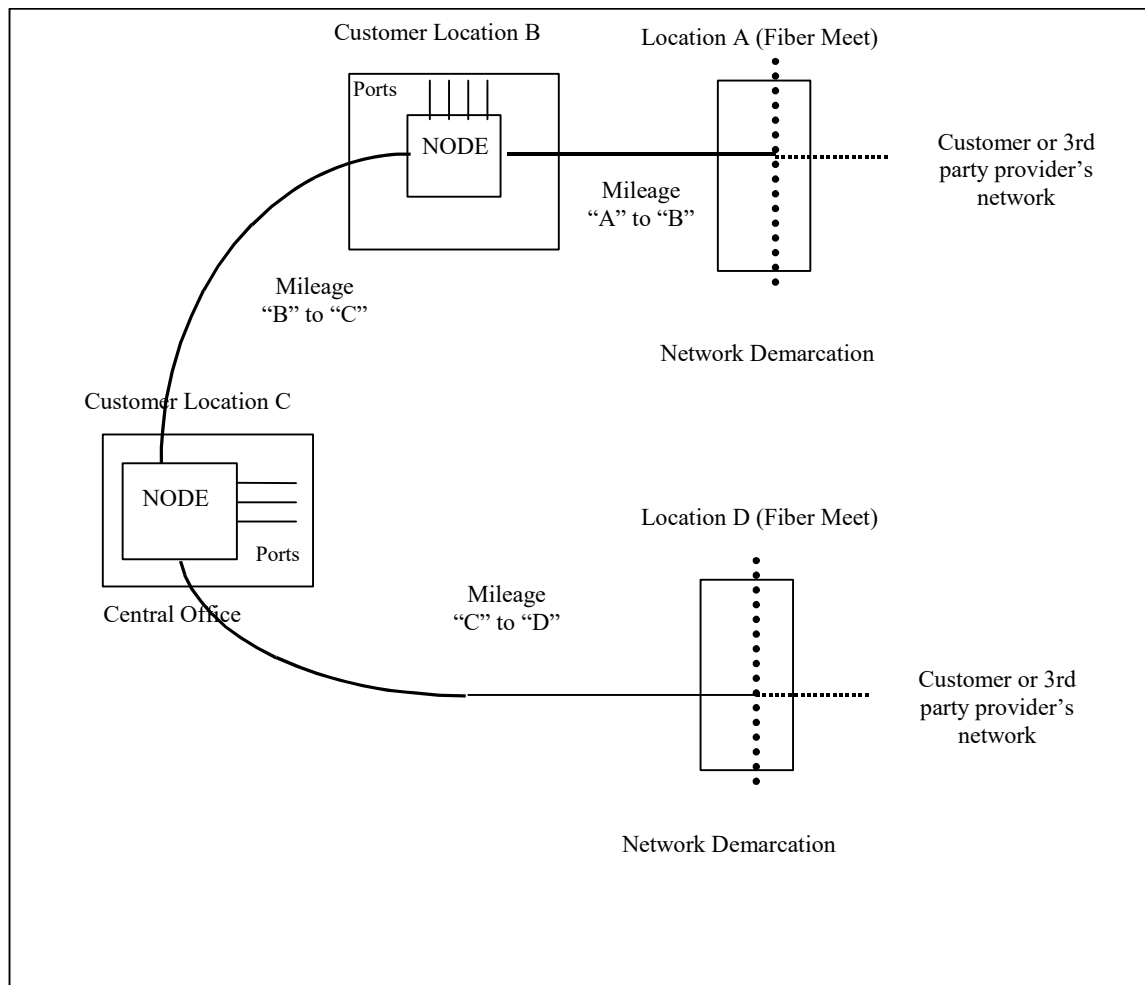 Customer Location B
Location A (Fiber Meet)
Ports
NODE
Customer or 3rd
party provider’s
network
Mileage
“A” to “B”
Mileage
“B” to “C”
Network Demarcation
Customer Location C
NODE
Ports
Central Office
Location D (Fiber Meet)
Mileage
“C” to “D”
Customer or 3rd
party provider’s
network
Network Demarcation